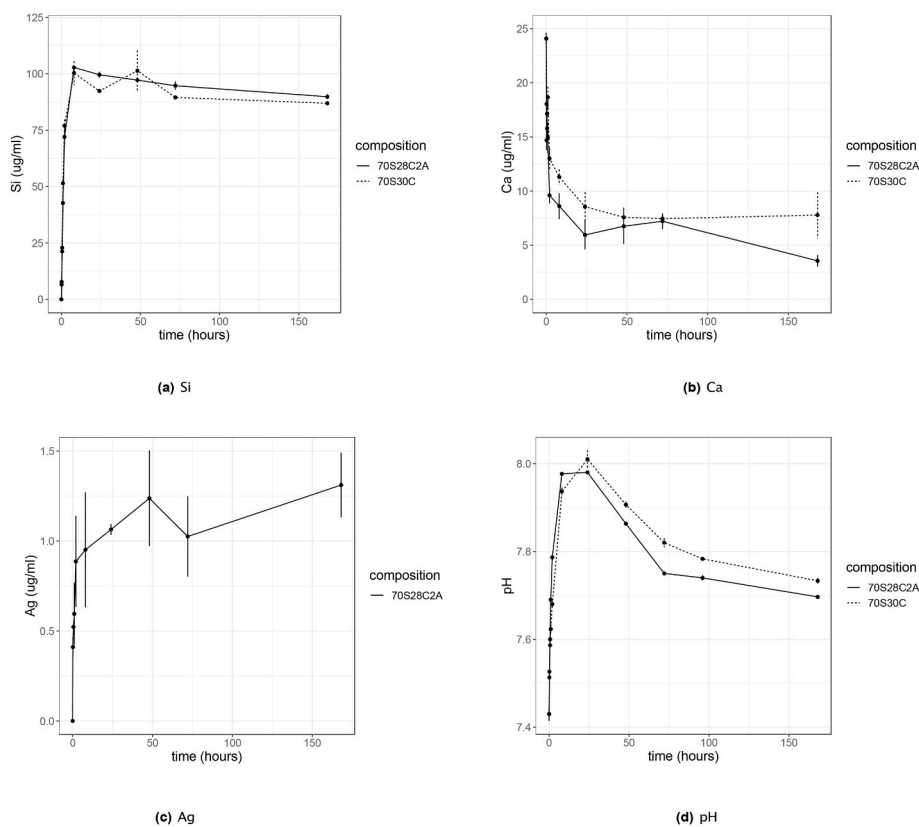 125
100
75
50
25
0
Si (ug/ml)
0 50 100 150
time (hours)
composition
70S28C2A
70S30C
(a) Si
25
20
15
10
5
0
Ca (ug/ml)
0 50 100 150
time (hours)
composition
70S28C2A
70S30C
(b) Ca
1.5
1.0
0.5
0.0
Ag (ug/ml)
0 50 100 150
time (hours)
composition
70S28C2A
(c) Ag
8.0
7.8
7.6
7.4
pH
0 50 100 150
time (hours)
composition
70S28C2A
70S30C
(d) pH